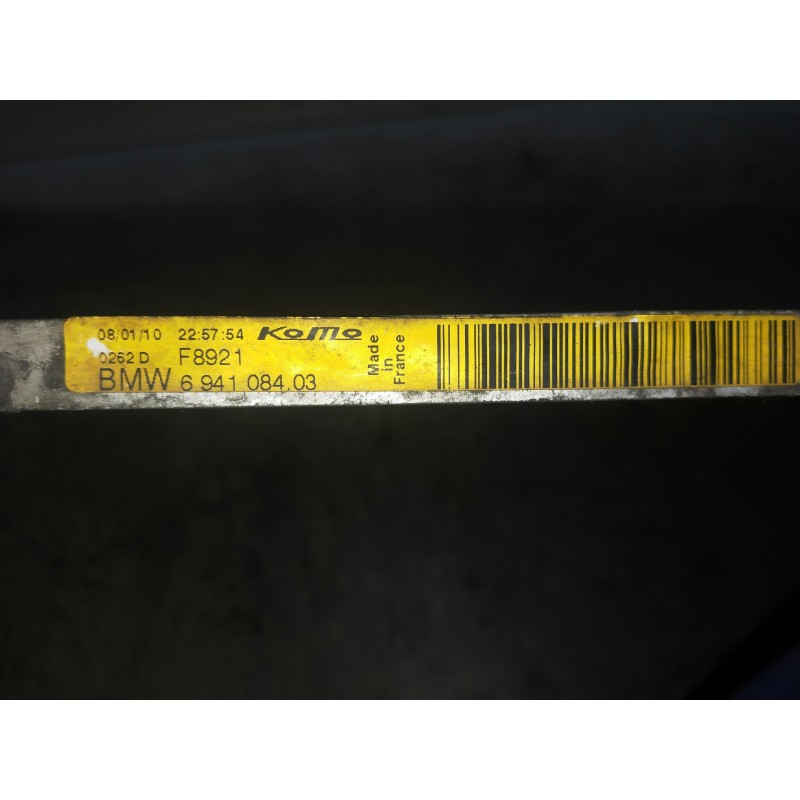 08/01/10 22:57:54 KoMo
0262 D F8921
BMW 6 941 084.03
Made
in
France